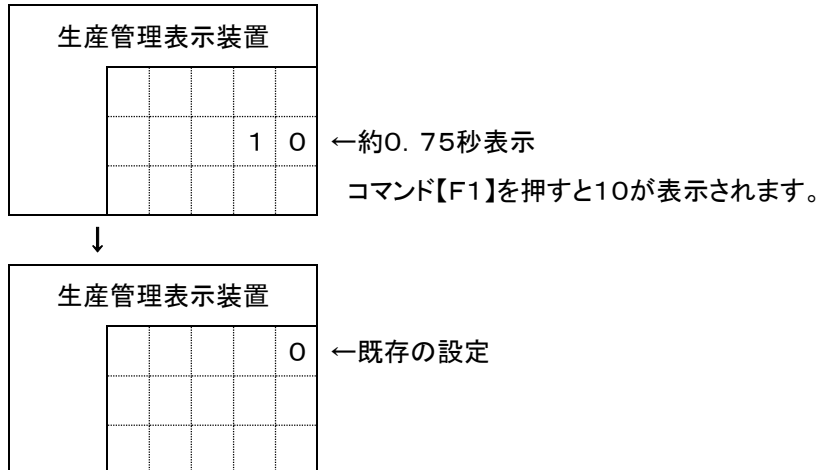 生産管理表示装置
１ ０ ←約０．７５秒表示
コマンド【Ｆ１】を押すと１０が表示されます。
↓
生産管理表示装置
０ ←既存の設定